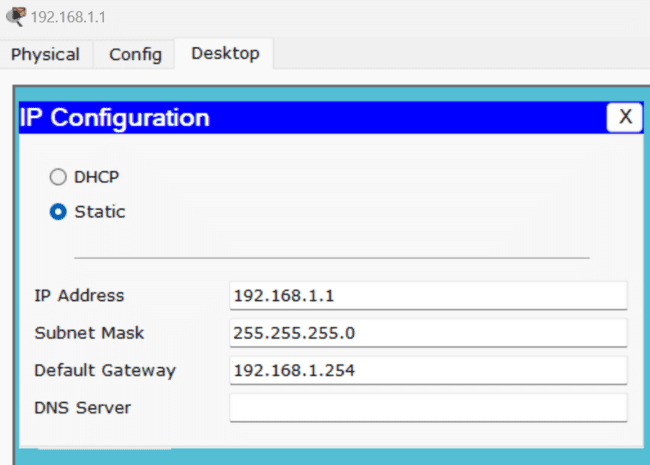 192.168.1.1
Physical Config Desktop
IP Configuration X
DHCP
Static
IP Address 192.168.1.1
Subnet Mask 255.255.255.0
Default Gateway 192.168.1.254
DNS Server